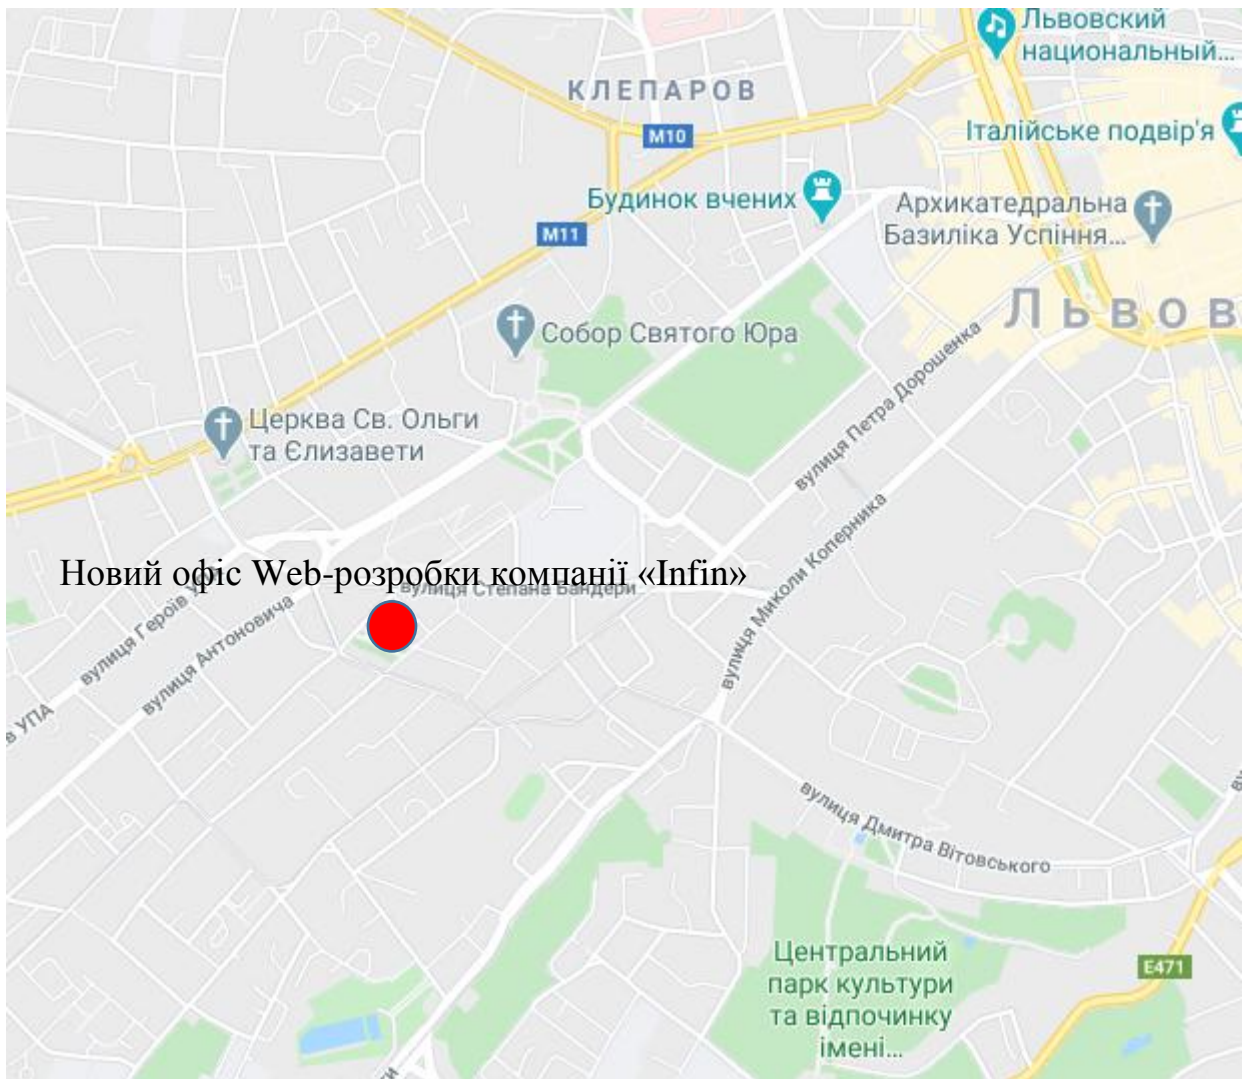 Львовский
национальный...
КЛЕПАРОВ
M10
Італійське подвір'я
Будинок вчених
Архикатедральна
Базиліка Успіння...
M11
Львов
Собор Святого Юра
вулиця Петра Дорошенка
Церква Св. Ольги
та Єлизавети
вулиця Миколи Коперника
Новий офіс Web-розробки компанії «Infin»
вулиця Степана Бандери
вулиця Героїв УПА
вулиця Антоновича
в УПА
вулиця Дмитра Вітовського
Центральний
парк культури
та відпочинку
імені...
E471